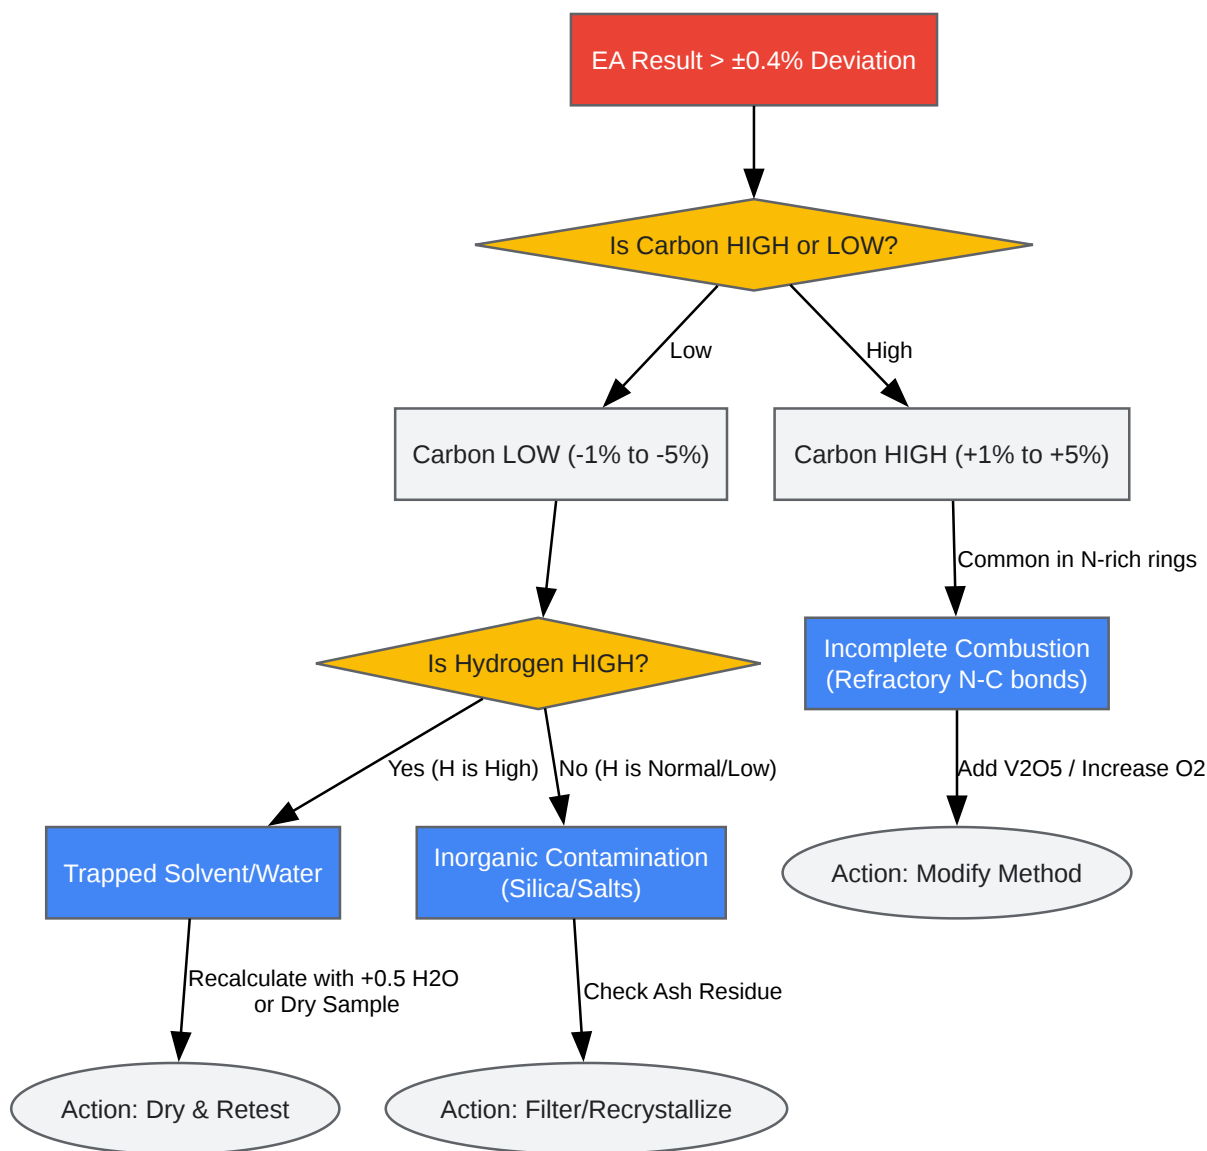 EA Result > ±0.4% Deviation
Is Carbon HIGH or LOW?
Low
High
Carbon LOW (-1% to -5%)
Carbon HIGH (+1% to +5%)
Common in N-rich rings
Is Hydrogen HIGH?
Incomplete Combustion
(Refractory N-C bonds)
Yes (H is High)
No (H is Normal/Low)
Add V2O5 / Increase O2
Trapped Solvent/Water
Inorganic Contamination
(Silica/Salts)
Action: Modify Method
Recalculate with +0.5 H2O
or Dry Sample
Check Ash Residue
Action: Dry & Retest
Action: Filter/Recrystallize